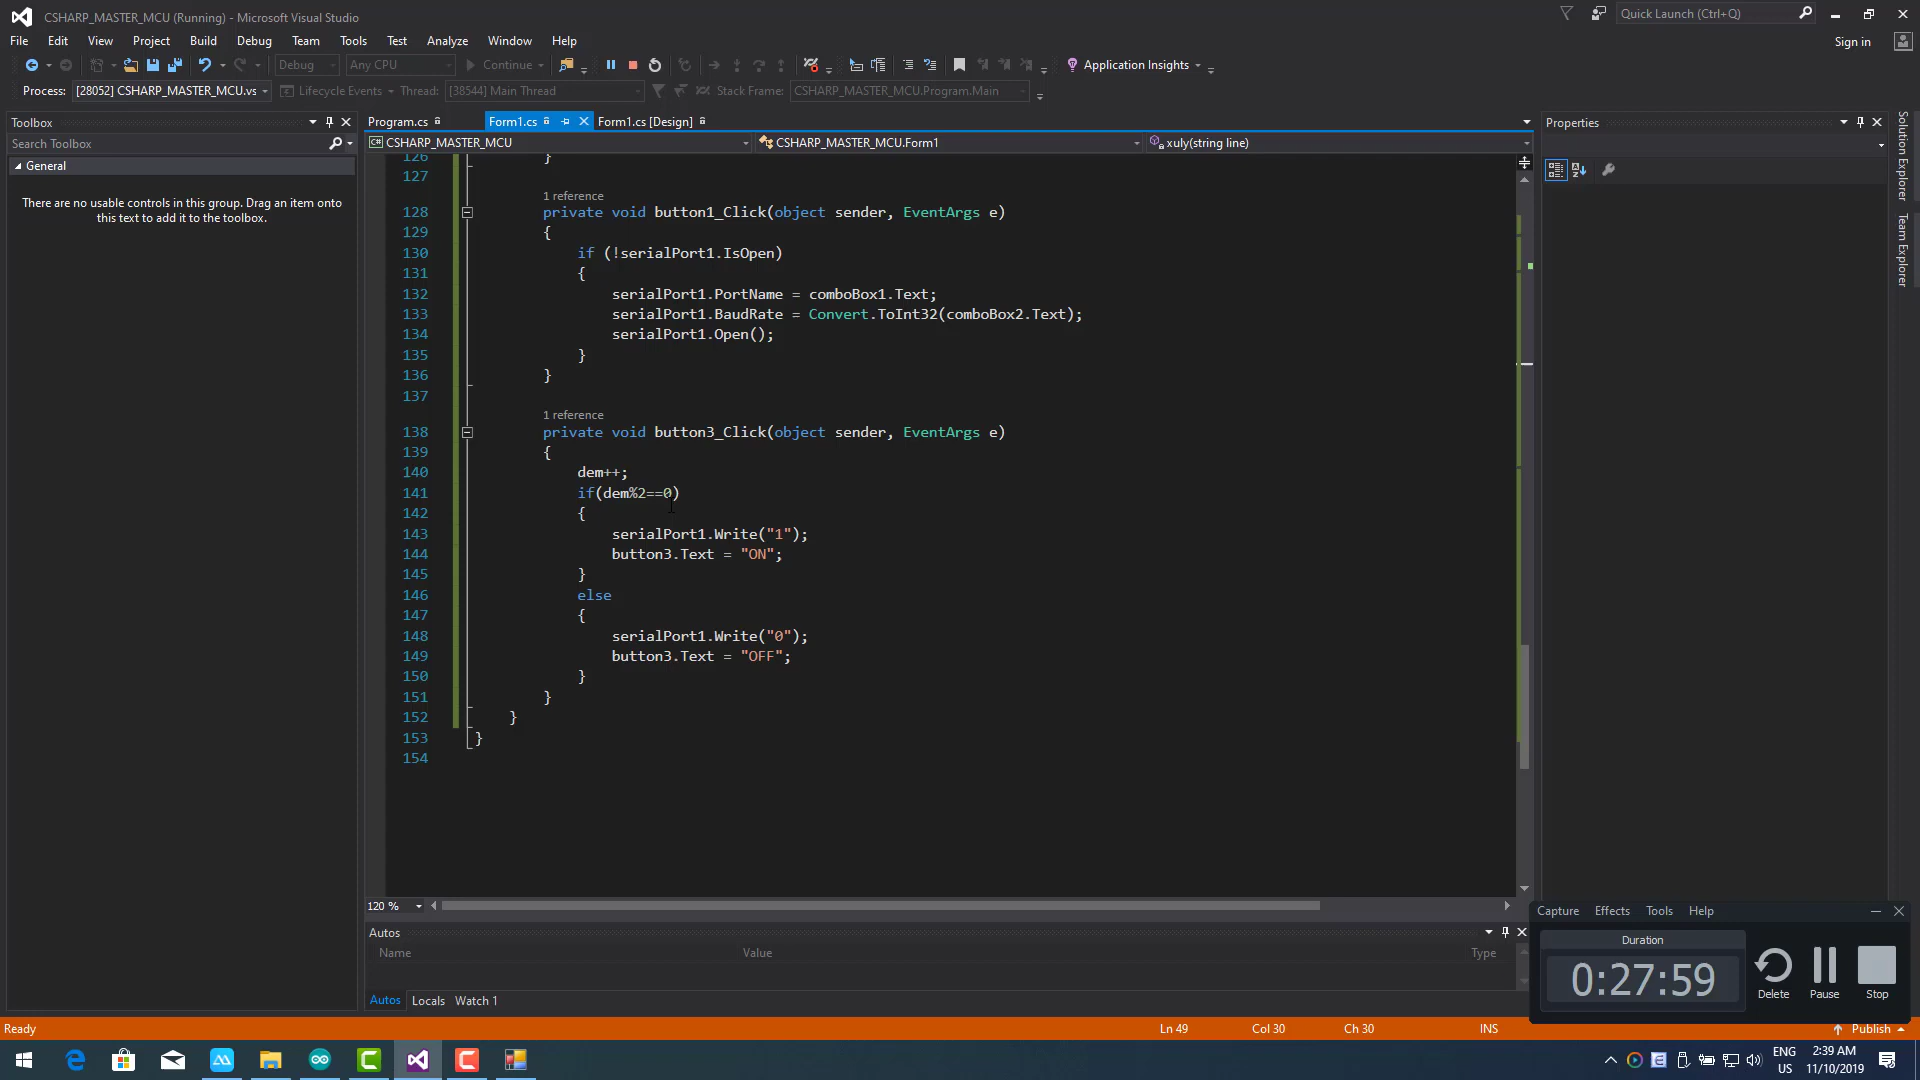 CSHARP_MASTER_MCU (Running) - Microsoft Visual Studio
Quick Launch (Ctrl+Q)
File Edit View Project Build Debug Team Tools Test Analyze Window Help
Sign in
Debug Any CPU Continue Application Insights
Process: [28052] CSHARP_MASTER_MCU.vs Lifecycle Events Thread: [38544] Main Thread Stack Frame: CSHARP_MASTER_MCU.Program.Main
Toolbox
Search Toolbox
General
There are no usable controls in this group. Drag an item onto
this text to add it to the toolbox.
Program.cs Form1.cs Form1.cs [Design]
CSHARP_MASTER_MCU CSHARP_MASTER_MCU.Form1 xuly(string line)
126 }
127
1 reference
128 private void button1_Click(object sender, EventArgs e)
129 {
130 if (!serialPort1.IsOpen)
131 {
132 serialPort1.PortName = comboBox1.Text;
133 serialPort1.BaudRate = Convert.ToInt32(comboBox2.Text);
134 serialPort1.Open();
135 }
136 }
137
1 reference
138 private void button3_Click(object sender, EventArgs e)
139 {
140 dem++;
141 if(dem%2==0)
142 {
143 serialPort1.Write("1");
144 button3.Text = "ON";
145 }
146 else
147 {
148 serialPort1.Write("0");
149 button3.Text = "OFF";
150 }
151 }
152 }
153 }
154
120 %
Autos
Name Value Type
Autos Locals Watch 1
Properties
Solution Explorer
Team Explorer
Capture Effects Tools Help
Duration
0:27:59
Delete Pause Stop
Ready Ln 49 Col 30 Ch 30 INS Publish
ENG
US
2:39 AM
11/10/2019